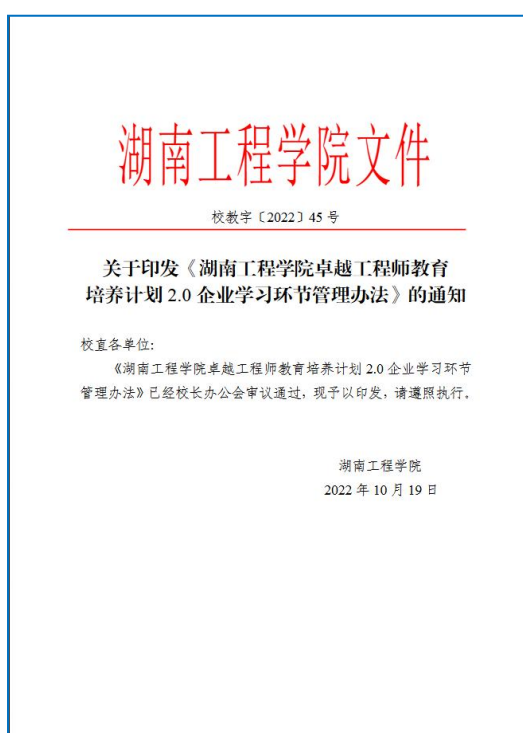 湖南工程学院文件
校教字〔2022〕45 号
关于印发《湖南工程学院卓越工程师教育
培养计划 2.0 企业学习环节管理办法》的通知
校直各单位:
《湖南工程学院卓越工程师教育培养计划 2.0 企业学习环节
管理办法》已经校长办公会审议通过，现予以印发，请遵照执行。
湖南工程学院
2022 年 10 月 19 日